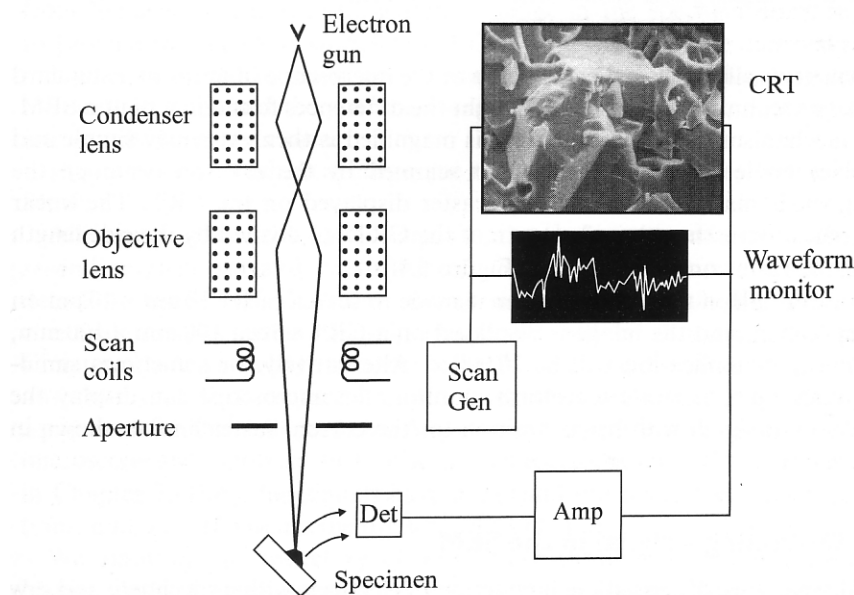 Electron
gun
Condenser
lens
CRT
Objective
lens
Waveform
monitor
Scan
coils
Scan
Gen
Aperture
Det
Amp
Specimen